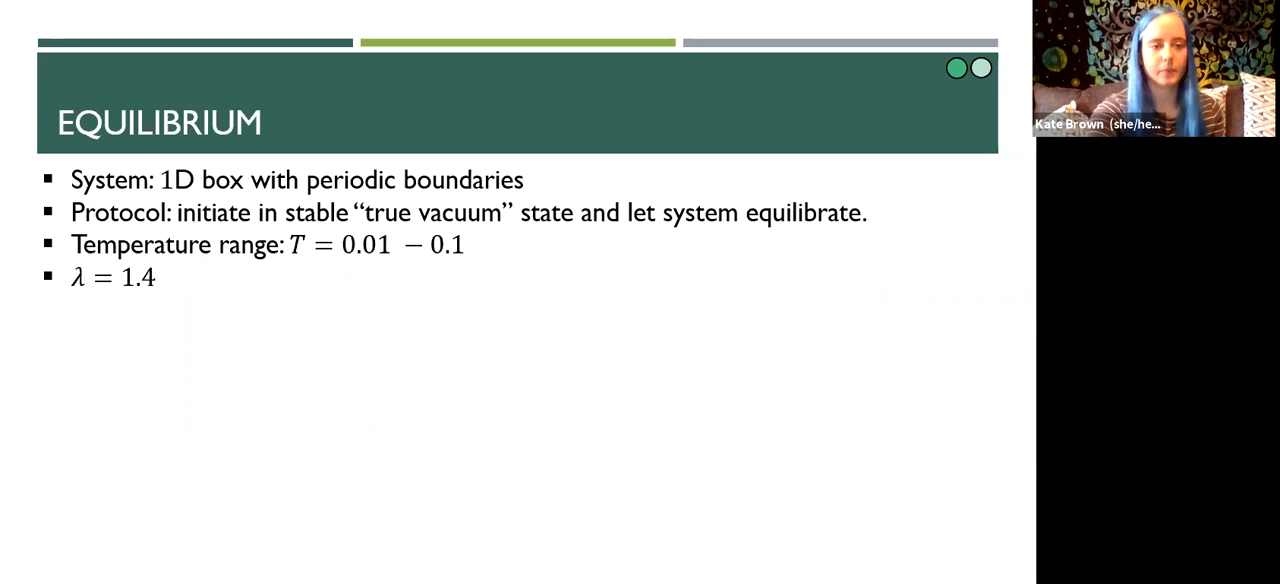 EQUILIBRIUM
Kate Brown (she/he...
▪ System: 1D box with periodic boundaries
▪ Protocol: initiate in stable “true vacuum” state and let system equilibrate.
▪ Temperature range: T = 0.01 − 0.1
▪ λ = 1.4